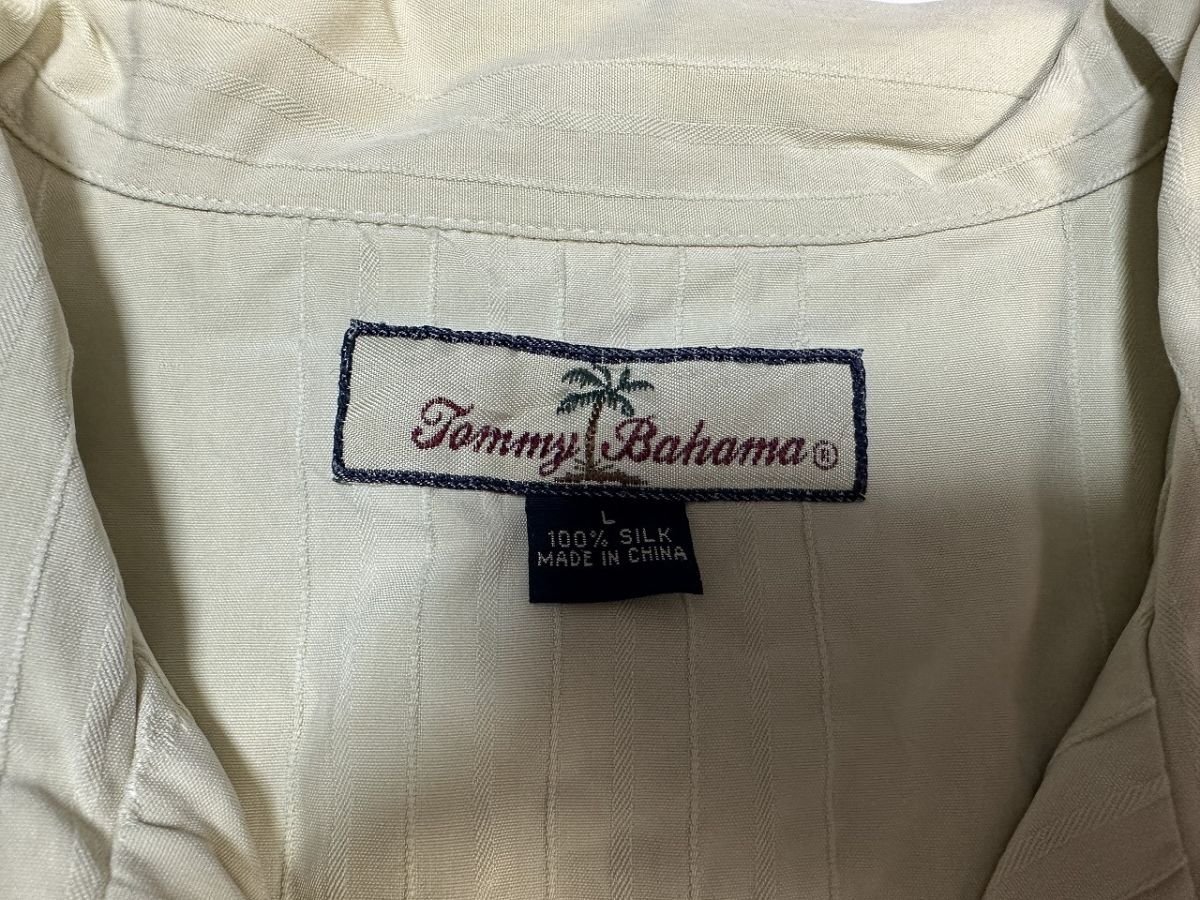 Tommy Bahama®
L
100% SILK
MADE IN CHINA